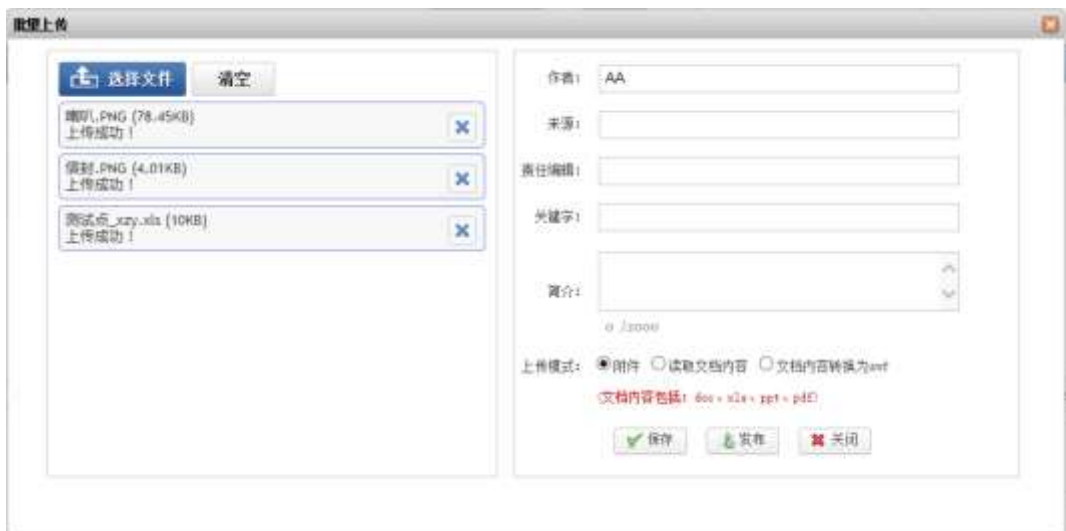 批量上传
选择文件 清空
喇叭.PNG (78.45KB)
上传成功！
信封.PNG (4.01KB)
上传成功！
测试点_xzy.xls (10KB)
上传成功！
作者： AA
来源：
责任编辑：
关键字：
简介：
0 /2000
上传模式： 附件 读取文档内容 文档内容转换为swf
(文档内容包括：doc、xls、ppt、pdf)
保存 发布 关闭